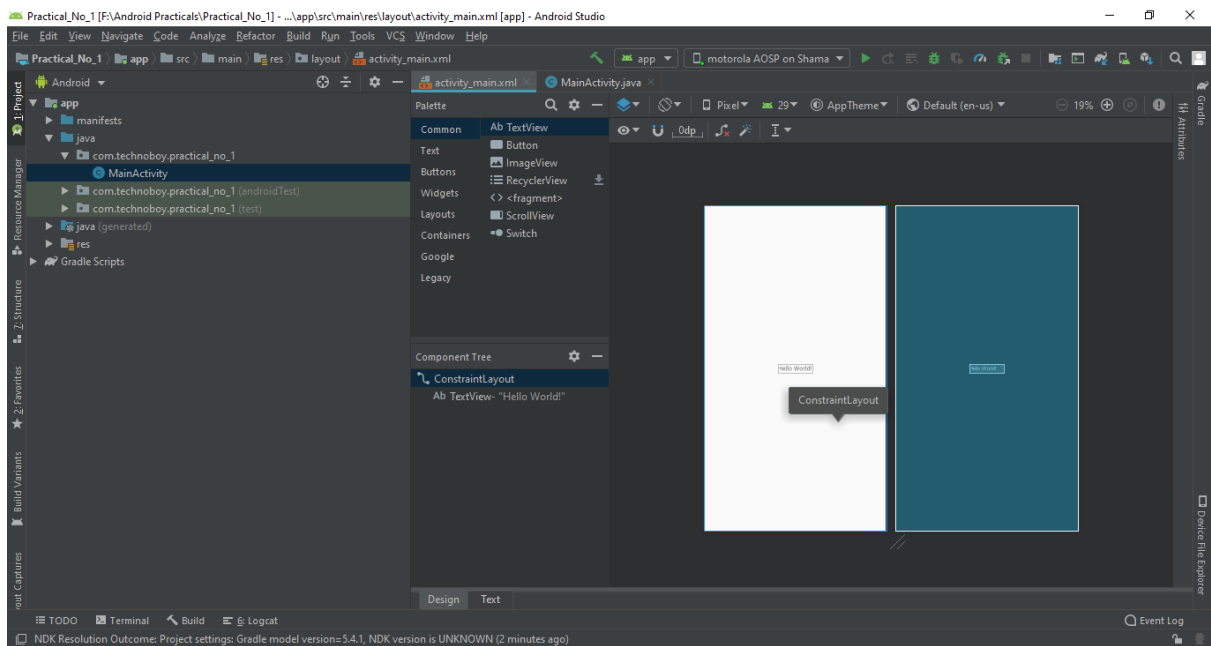 Practical_No_1 [F:\Android Practicals\Practical_No_1] - ...\app\src\main\res\layout\activity_main.xml [app] - Android Studio
File Edit View Navigate Code Analyze Refactor Build Run Tools VCS Window Help
Practical_No_1 app src main res layout activity_main.xml
app motorola AOSP on Shama
1: Project
Resource Manager
7: Structure
2: Favorites
Build Variants
out Captures
Android
app
manifests
java
com.technoboy.practical_no_1
MainActivity
com.technoboy.practical_no_1 (androidTest)
com.technoboy.practical_no_1 (test)
java (generated)
res
Gradle Scripts
activity_main.xml MainActivity.java
Palette
Common
Text
Buttons
Widgets
Layouts
Containers
Google
Legacy
Ab TextView
Button
ImageView
RecyclerView
<> <fragment>
ScrollView
Switch
Component Tree
ConstraintLayout
Ab TextView- "Hello World!"
Pixel 29 AppTheme Default (en-us) 19%
0dp
Hello World!
Hello World!
ConstraintLayout
Gradle
Attributes
Device File Explorer
Design Text
TODO Terminal Build 6: Logcat Event Log
NDK Resolution Outcome: Project settings: Gradle model version=5.4.1, NDK version is UNKNOWN (2 minutes ago)